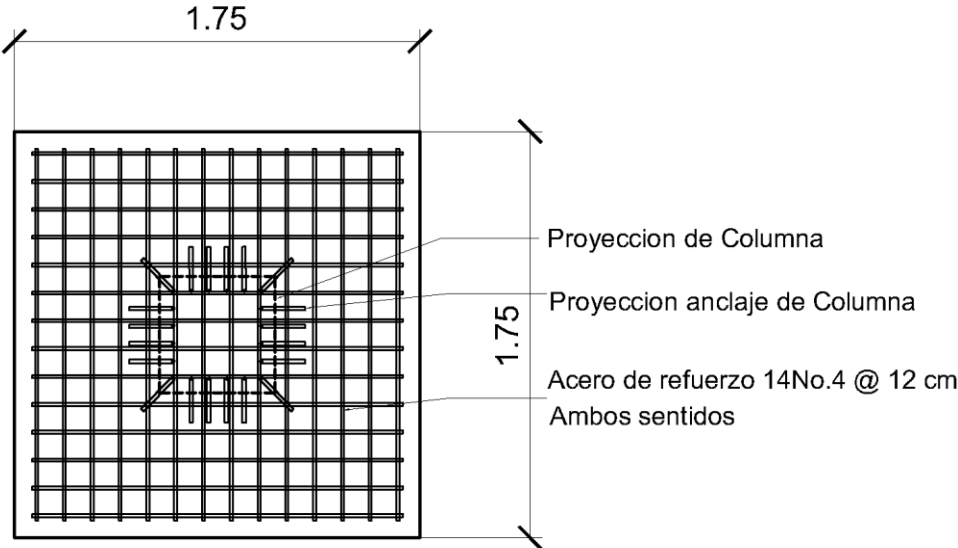 1.75
Proyeccion de Columna
Proyeccion anclaje de Columna
1.75
Acero de refuerzo 14No.4 @ 12 cm
Ambos sentidos